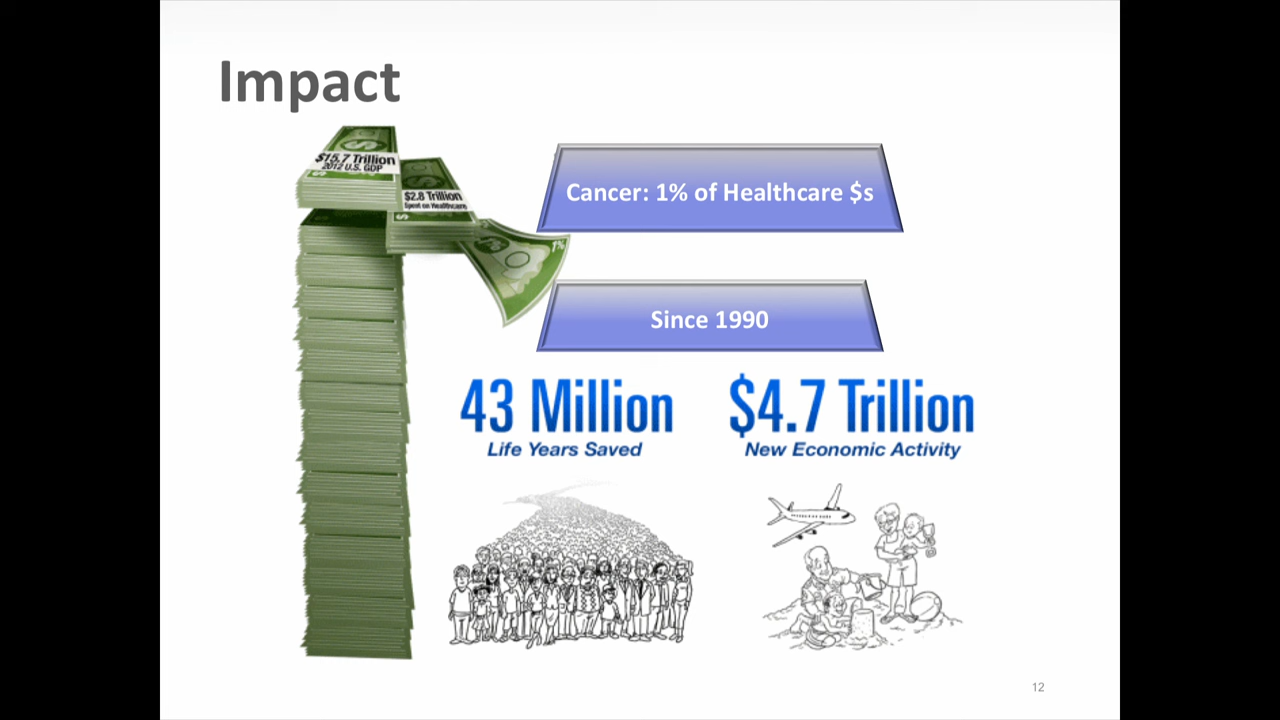 Impact
$15.7 Trillion
2012 U.S. GDP
$2.8 Trillion
Spent on Healthcare
1%
Cancer: 1% of Healthcare $s
Since 1990
43 Million
Life Years Saved
$4.7 Trillion
New Economic Activity
12